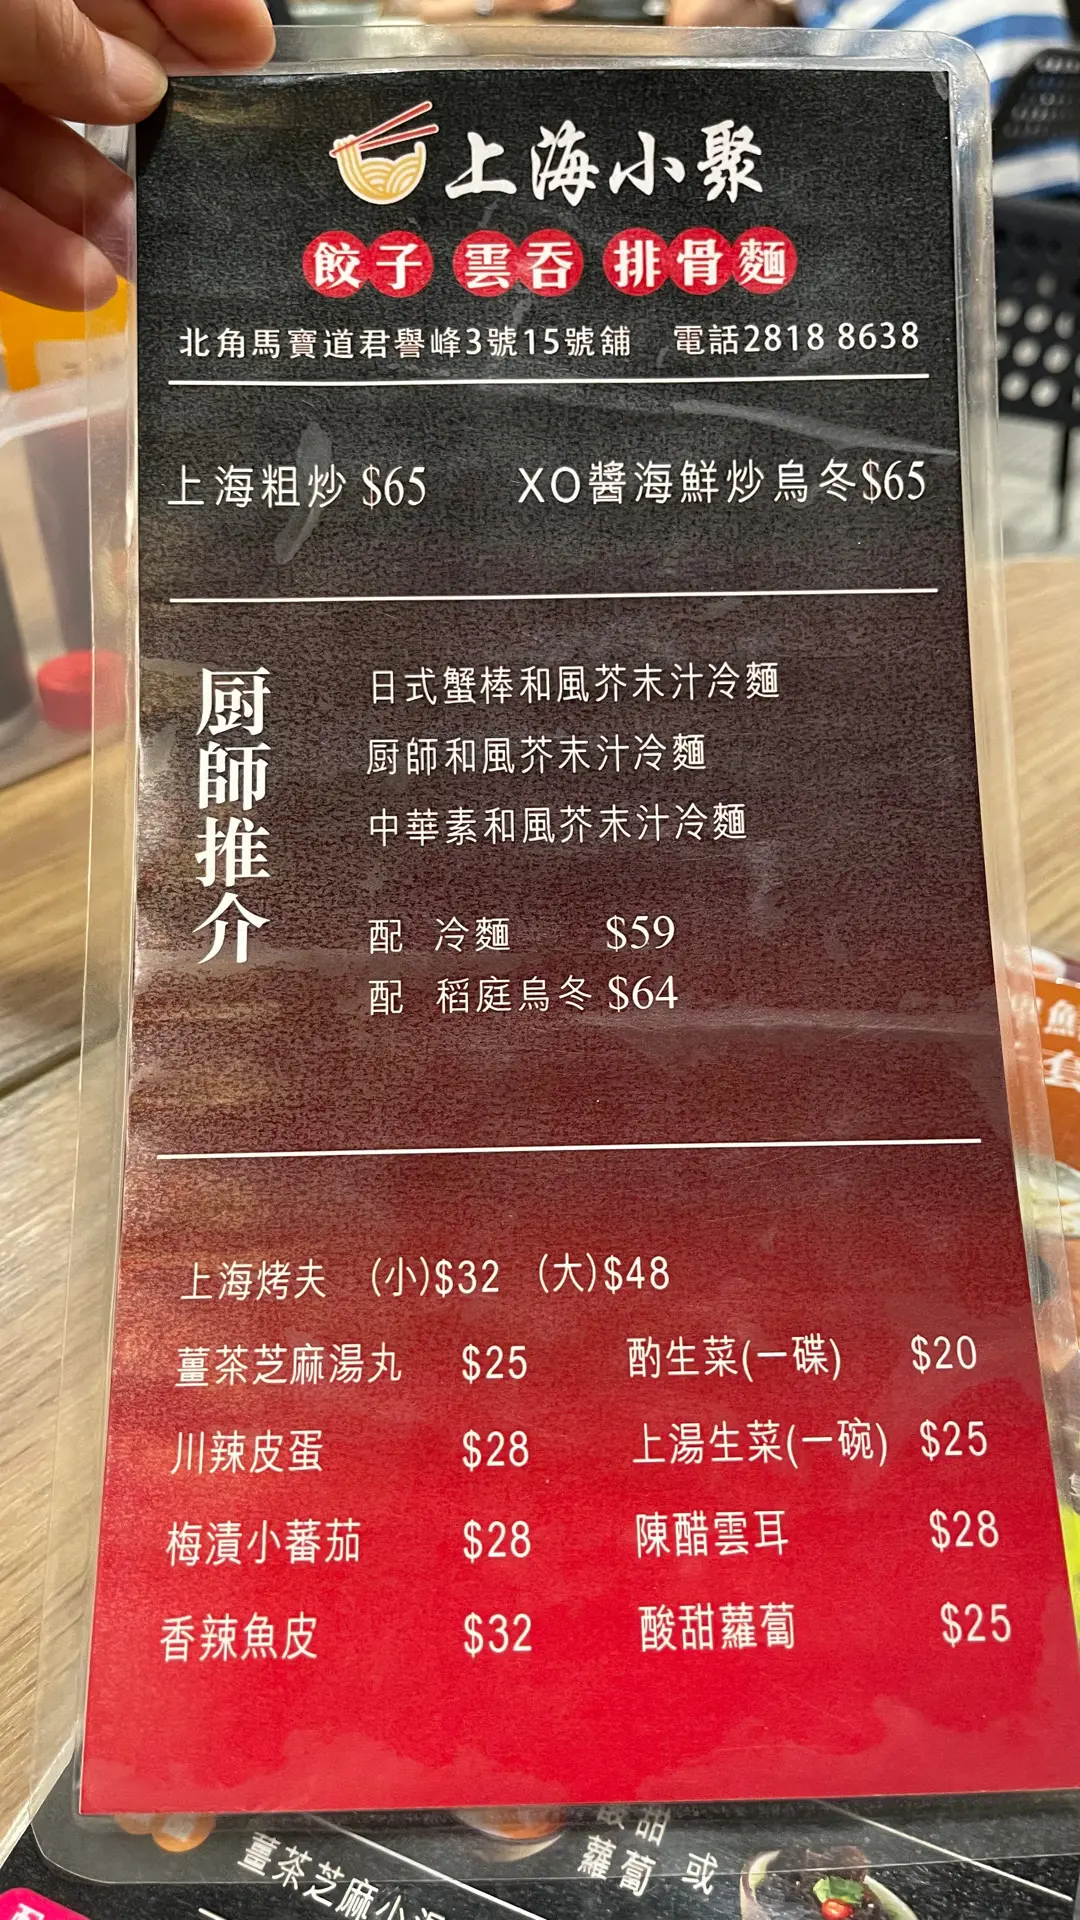 上海小聚
餃子 雲吞 排骨麵
北角馬寶道君譽峰3號15號舖 電話2818 8638
上海粗炒 $65 XO醬海鮮炒烏冬$65
厨師推介
日式蟹棒和風芥末汁冷麵
厨師和風芥末汁冷麵
中華素和風芥末汁冷麵
配 冷麵 $59
配 稻庭烏冬 $64
上海烤夫 (小)$32 (大)$48
薑茶芝麻湯丸 $25 酌生菜(一碟) $20
川辣皮蛋 $28 上湯生菜(一碗) $25
梅漬小蕃茄 $28 陳醋雲耳 $28
香辣魚皮 $32 酸甜蘿蔔 $25
薑茶芝麻小湯
酸甜
蘿蔔 或